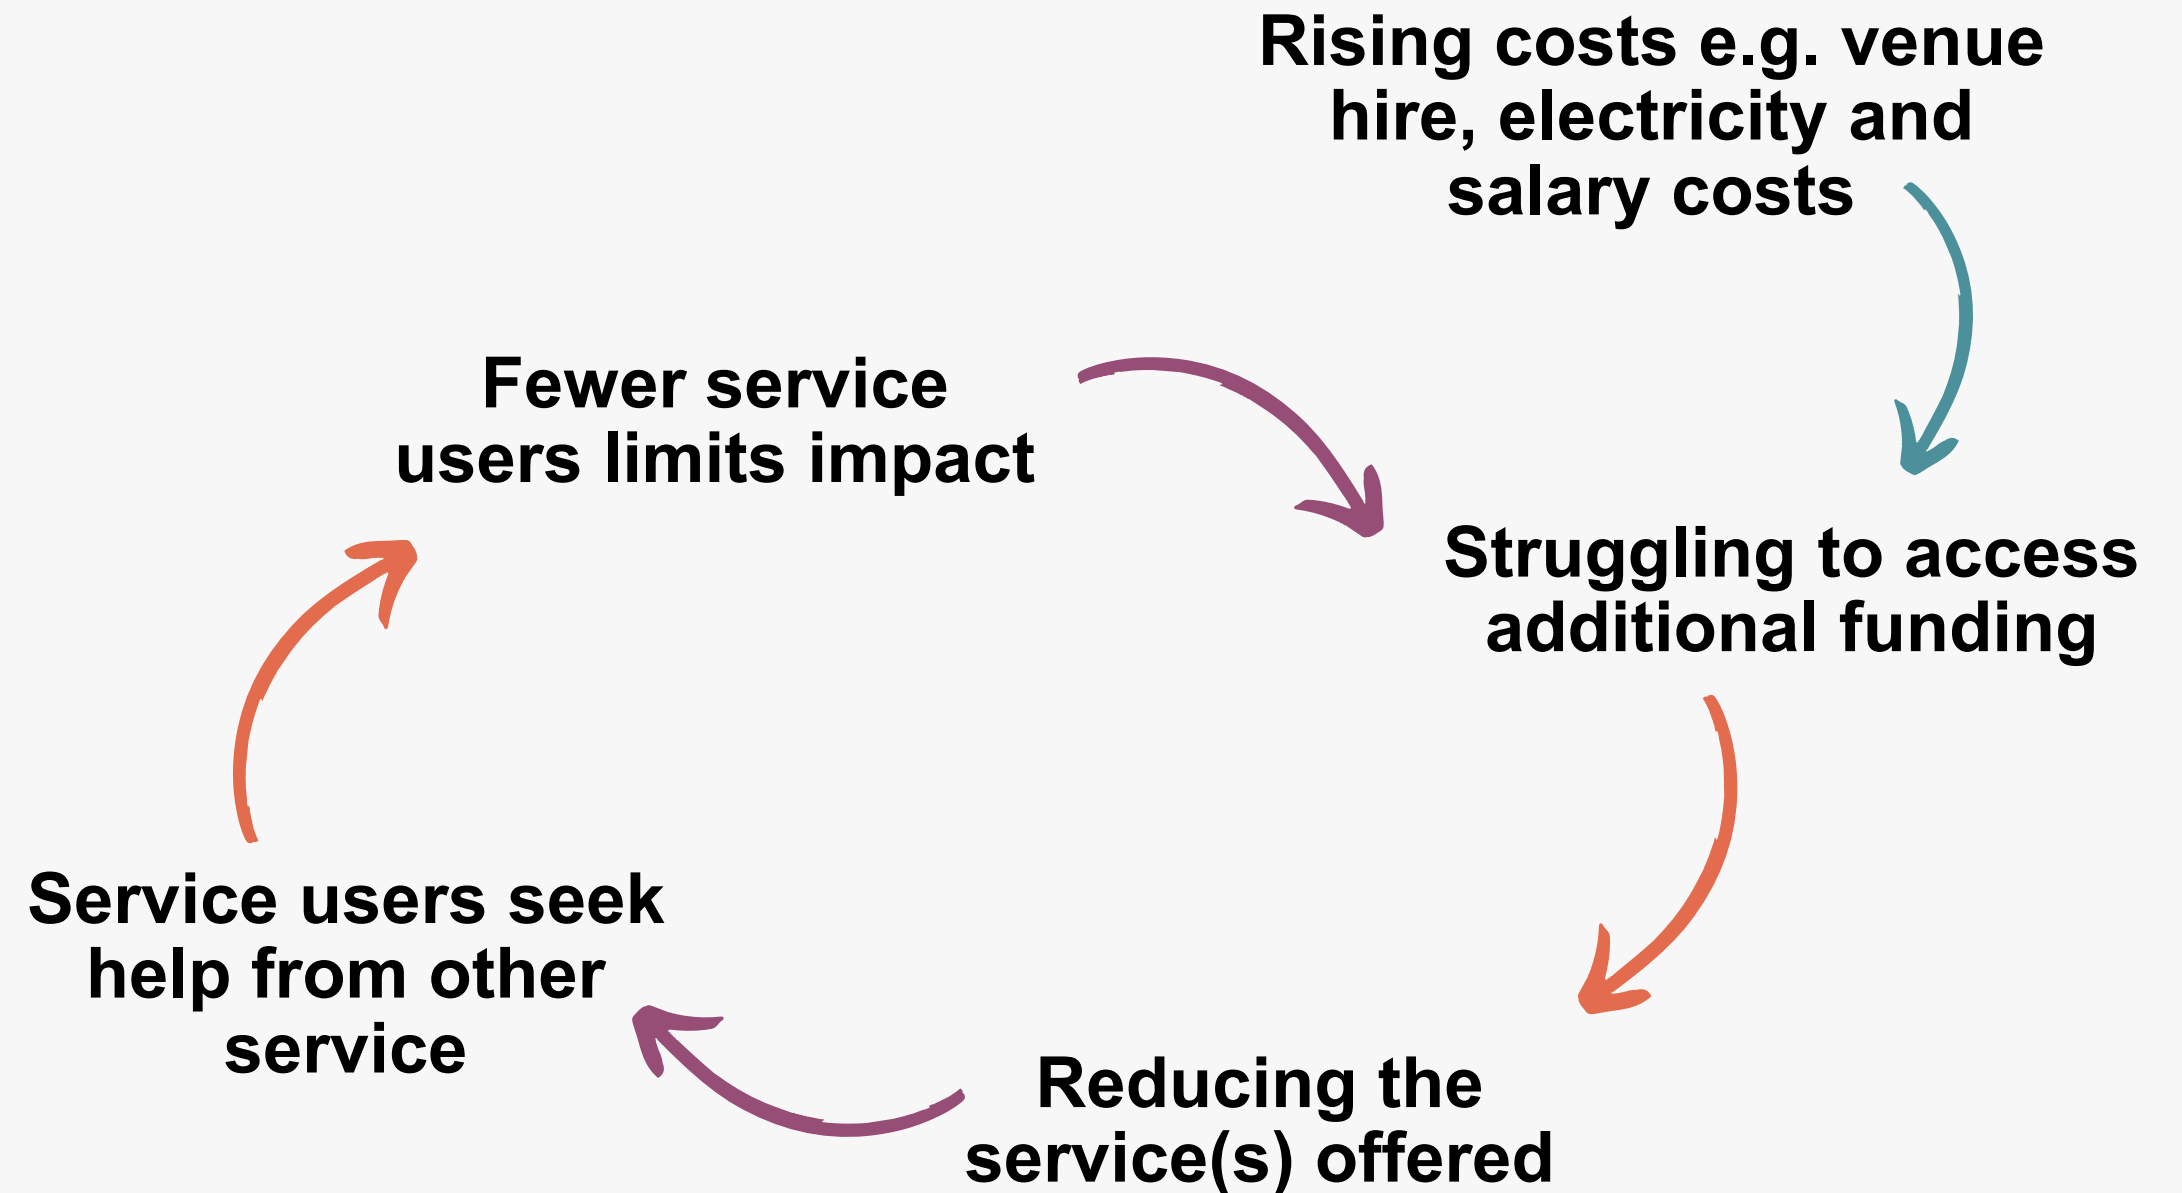 Rising costs e.g. venue
hire, electricity and
salary costs
Fewer service
users limits impact
Struggling to access
additional funding
Service users seek
help from other
service
Reducing the
service(s) offered